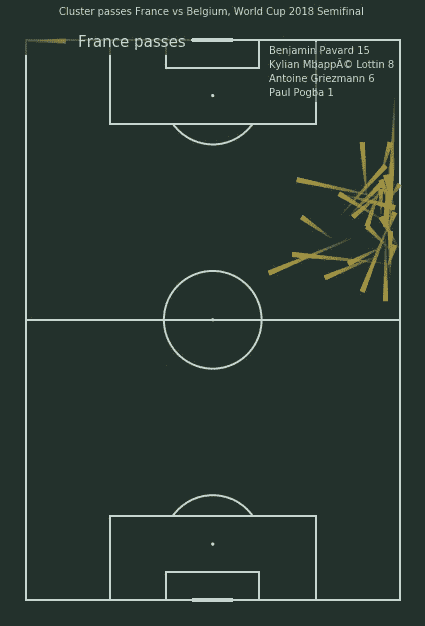 Cluster passes France vs Belgium, World Cup 2018 Semifinal
France passes
Benjamin Pavard 15
Kylian MbappÃ© Lottin 8
Antoine Griezmann 6
Paul Pogba 1